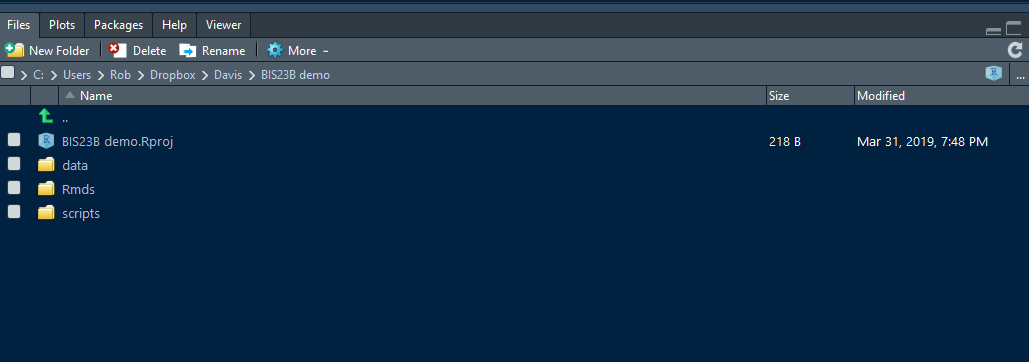 Files Plots Packages Help Viewer
New Folder Delete Rename More
C: Users Rob Dropbox Davis BIS23B demo ...
Name Size Modified
..
BIS23B demo.Rproj 218 B Mar 31, 2019, 7:48 PM
data
Rmds
scripts